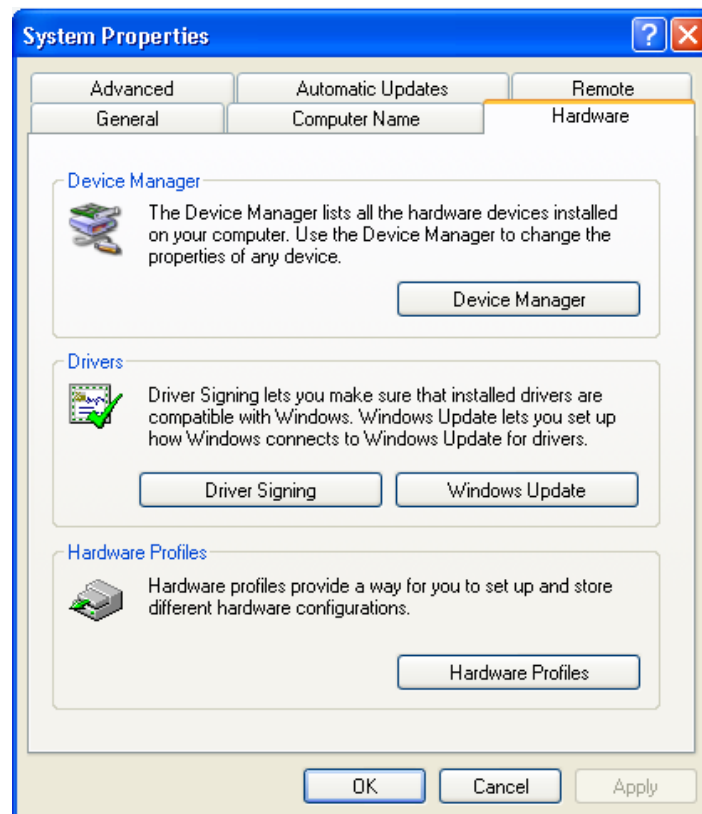 System Properties
Advanced Automatic Updates Remote
General Computer Name Hardware
Device Manager
The Device Manager lists all the hardware devices installed
on your computer. Use the Device Manager to change the
properties of any device.
Device Manager
Drivers
Driver Signing lets you make sure that installed drivers are
compatible with Windows. Windows Update lets you set up
how Windows connects to Windows Update for drivers.
Driver Signing Windows Update
Hardware Profiles
Hardware profiles provide a way for you to set up and store
different hardware configurations.
Hardware Profiles
OK Cancel Apply